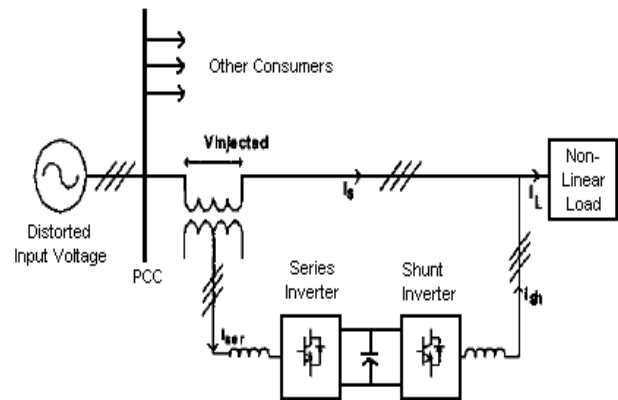 Other Consumers
VInjected
Is
IL
Non-
Linear
Load
Distorted
Input Voltage
PCC
Series
Inverter
Shunt
Inverter
iser
ish